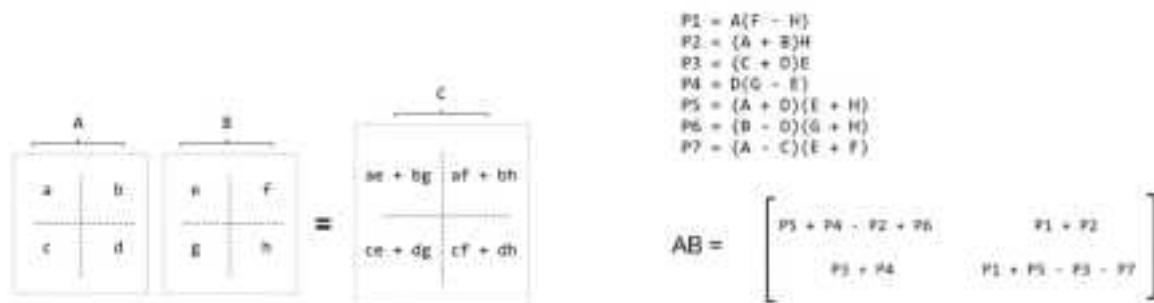 A B C
a b e f ae + bg af + bh
=
c d g h ce + dg cf + dh
P1 = A(F - H)
P2 = (A + B)H
P3 = (C + D)E
P4 = D(G - E)
P5 = (A + D)(E + H)
P6 = (B - D)(G + H)
P7 = (A - C)(E + F)
P5 + P4 - P2 + P6 P1 + P2
AB =
P3 + P4 P1 + P5 - P3 - P7